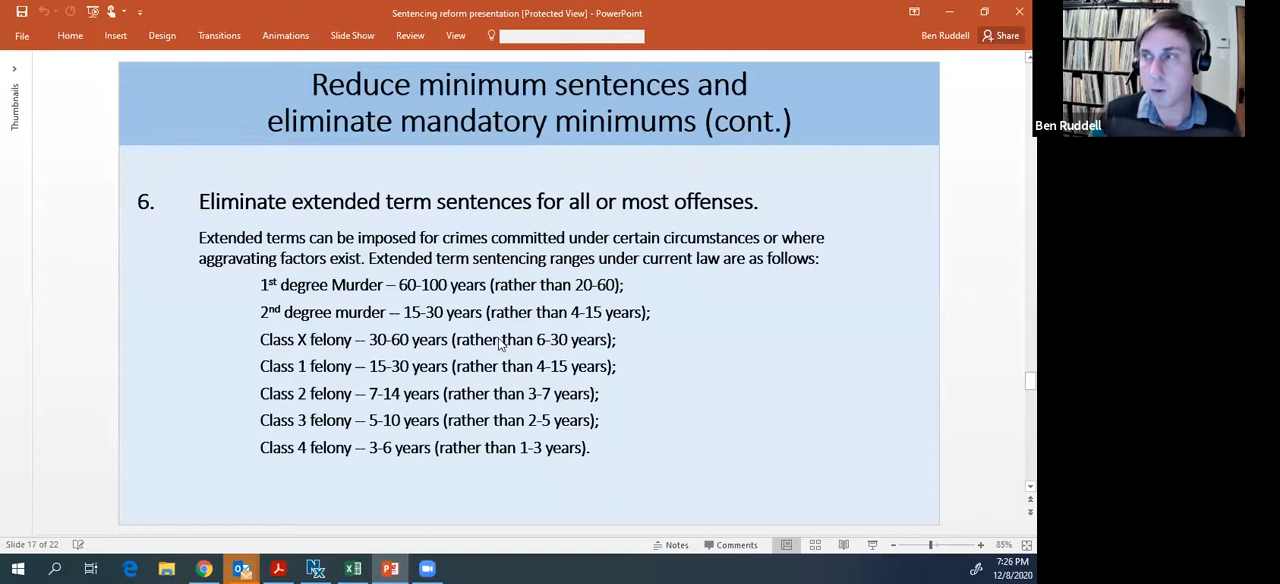 Sentencing reform presentation [Protected View] - PowerPoint
File Home Insert Design Transitions Animations Slide Show Review View Ben Ruddell Share
Thumbnails
Reduce minimum sentences and
eliminate mandatory minimums (cont.)
6. Eliminate extended term sentences for all or most offenses.
Extended terms can be imposed for crimes committed under certain circumstances or where
aggravating factors exist. Extended term sentencing ranges under current law are as follows:
1st degree Murder – 60-100 years (rather than 20-60);
2nd degree murder -- 15-30 years (rather than 4-15 years);
Class X felony -- 30-60 years (rather than 6-30 years);
Class 1 felony -- 15-30 years (rather than 4-15 years);
Class 2 felony -- 7-14 years (rather than 3-7 years);
Class 3 felony -- 5-10 years (rather than 2-5 years);
Class 4 felony -- 3-6 years (rather than 1-3 years).
Ben Ruddell
Slide 17 of 22 Notes Comments 85%
7:26 PM
12/8/2020